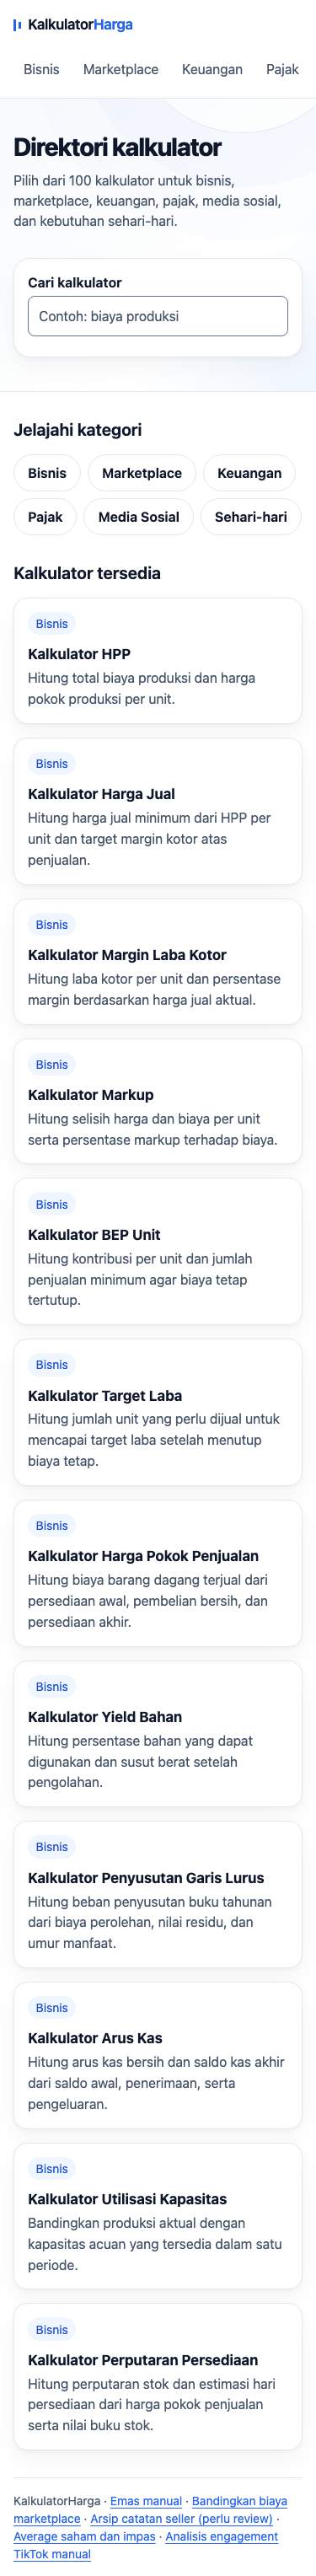 KalkulatorHarga
Bisnis Marketplace Keuangan Pajak
Direktori kalkulator
Pilih dari 100 kalkulator untuk bisnis,
marketplace, keuangan, pajak, media sosial,
dan kebutuhan sehari-hari.
Cari kalkulator
Contoh: biaya produksi
Jelajahi kategori
Bisnis Marketplace Keuangan
Pajak Media Sosial Sehari-hari
Kalkulator tersedia
Bisnis
Kalkulator HPP
Hitung total biaya produksi dan harga
pokok produksi per unit.
Bisnis
Kalkulator Harga Jual
Hitung harga jual minimum dari HPP per
unit dan target margin kotor atas
penjualan.
Bisnis
Kalkulator Margin Laba Kotor
Hitung laba kotor per unit dan persentase
margin berdasarkan harga jual aktual.
Bisnis
Kalkulator Markup
Hitung selisih harga dan biaya per unit
serta persentase markup terhadap biaya.
Bisnis
Kalkulator BEP Unit
Hitung kontribusi per unit dan jumlah
penjualan minimum agar biaya tetap
tertutup.
Bisnis
Kalkulator Target Laba
Hitung jumlah unit yang perlu dijual untuk
mencapai target laba setelah menutup
biaya tetap.
Bisnis
Kalkulator Harga Pokok Penjualan
Hitung biaya barang dagang terjual dari
persediaan awal, pembelian bersih, dan
persediaan akhir.
Bisnis
Kalkulator Yield Bahan
Hitung persentase bahan yang dapat
digunakan dan susut berat setelah
pengolahan.
Bisnis
Kalkulator Penyusutan Garis Lurus
Hitung beban penyusutan buku tahunan
dari biaya perolehan, nilai residu, dan
umur manfaat.
Bisnis
Kalkulator Arus Kas
Hitung arus kas bersih dan saldo kas akhir
dari saldo awal, penerimaan, serta
pengeluaran.
Bisnis
Kalkulator Utilisasi Kapasitas
Bandingkan produksi aktual dengan
kapasitas acuan yang tersedia dalam satu
periode.
Bisnis
Kalkulator Perputaran Persediaan
Hitung perputaran stok dan estimasi hari
persediaan dari harga pokok penjualan
serta nilai buku stok.
KalkulatorHarga · Emas manual · Bandingkan biaya
marketplace · Arsip catatan seller (perlu review) ·
Average saham dan impas · Analisis engagement
TikTok manual